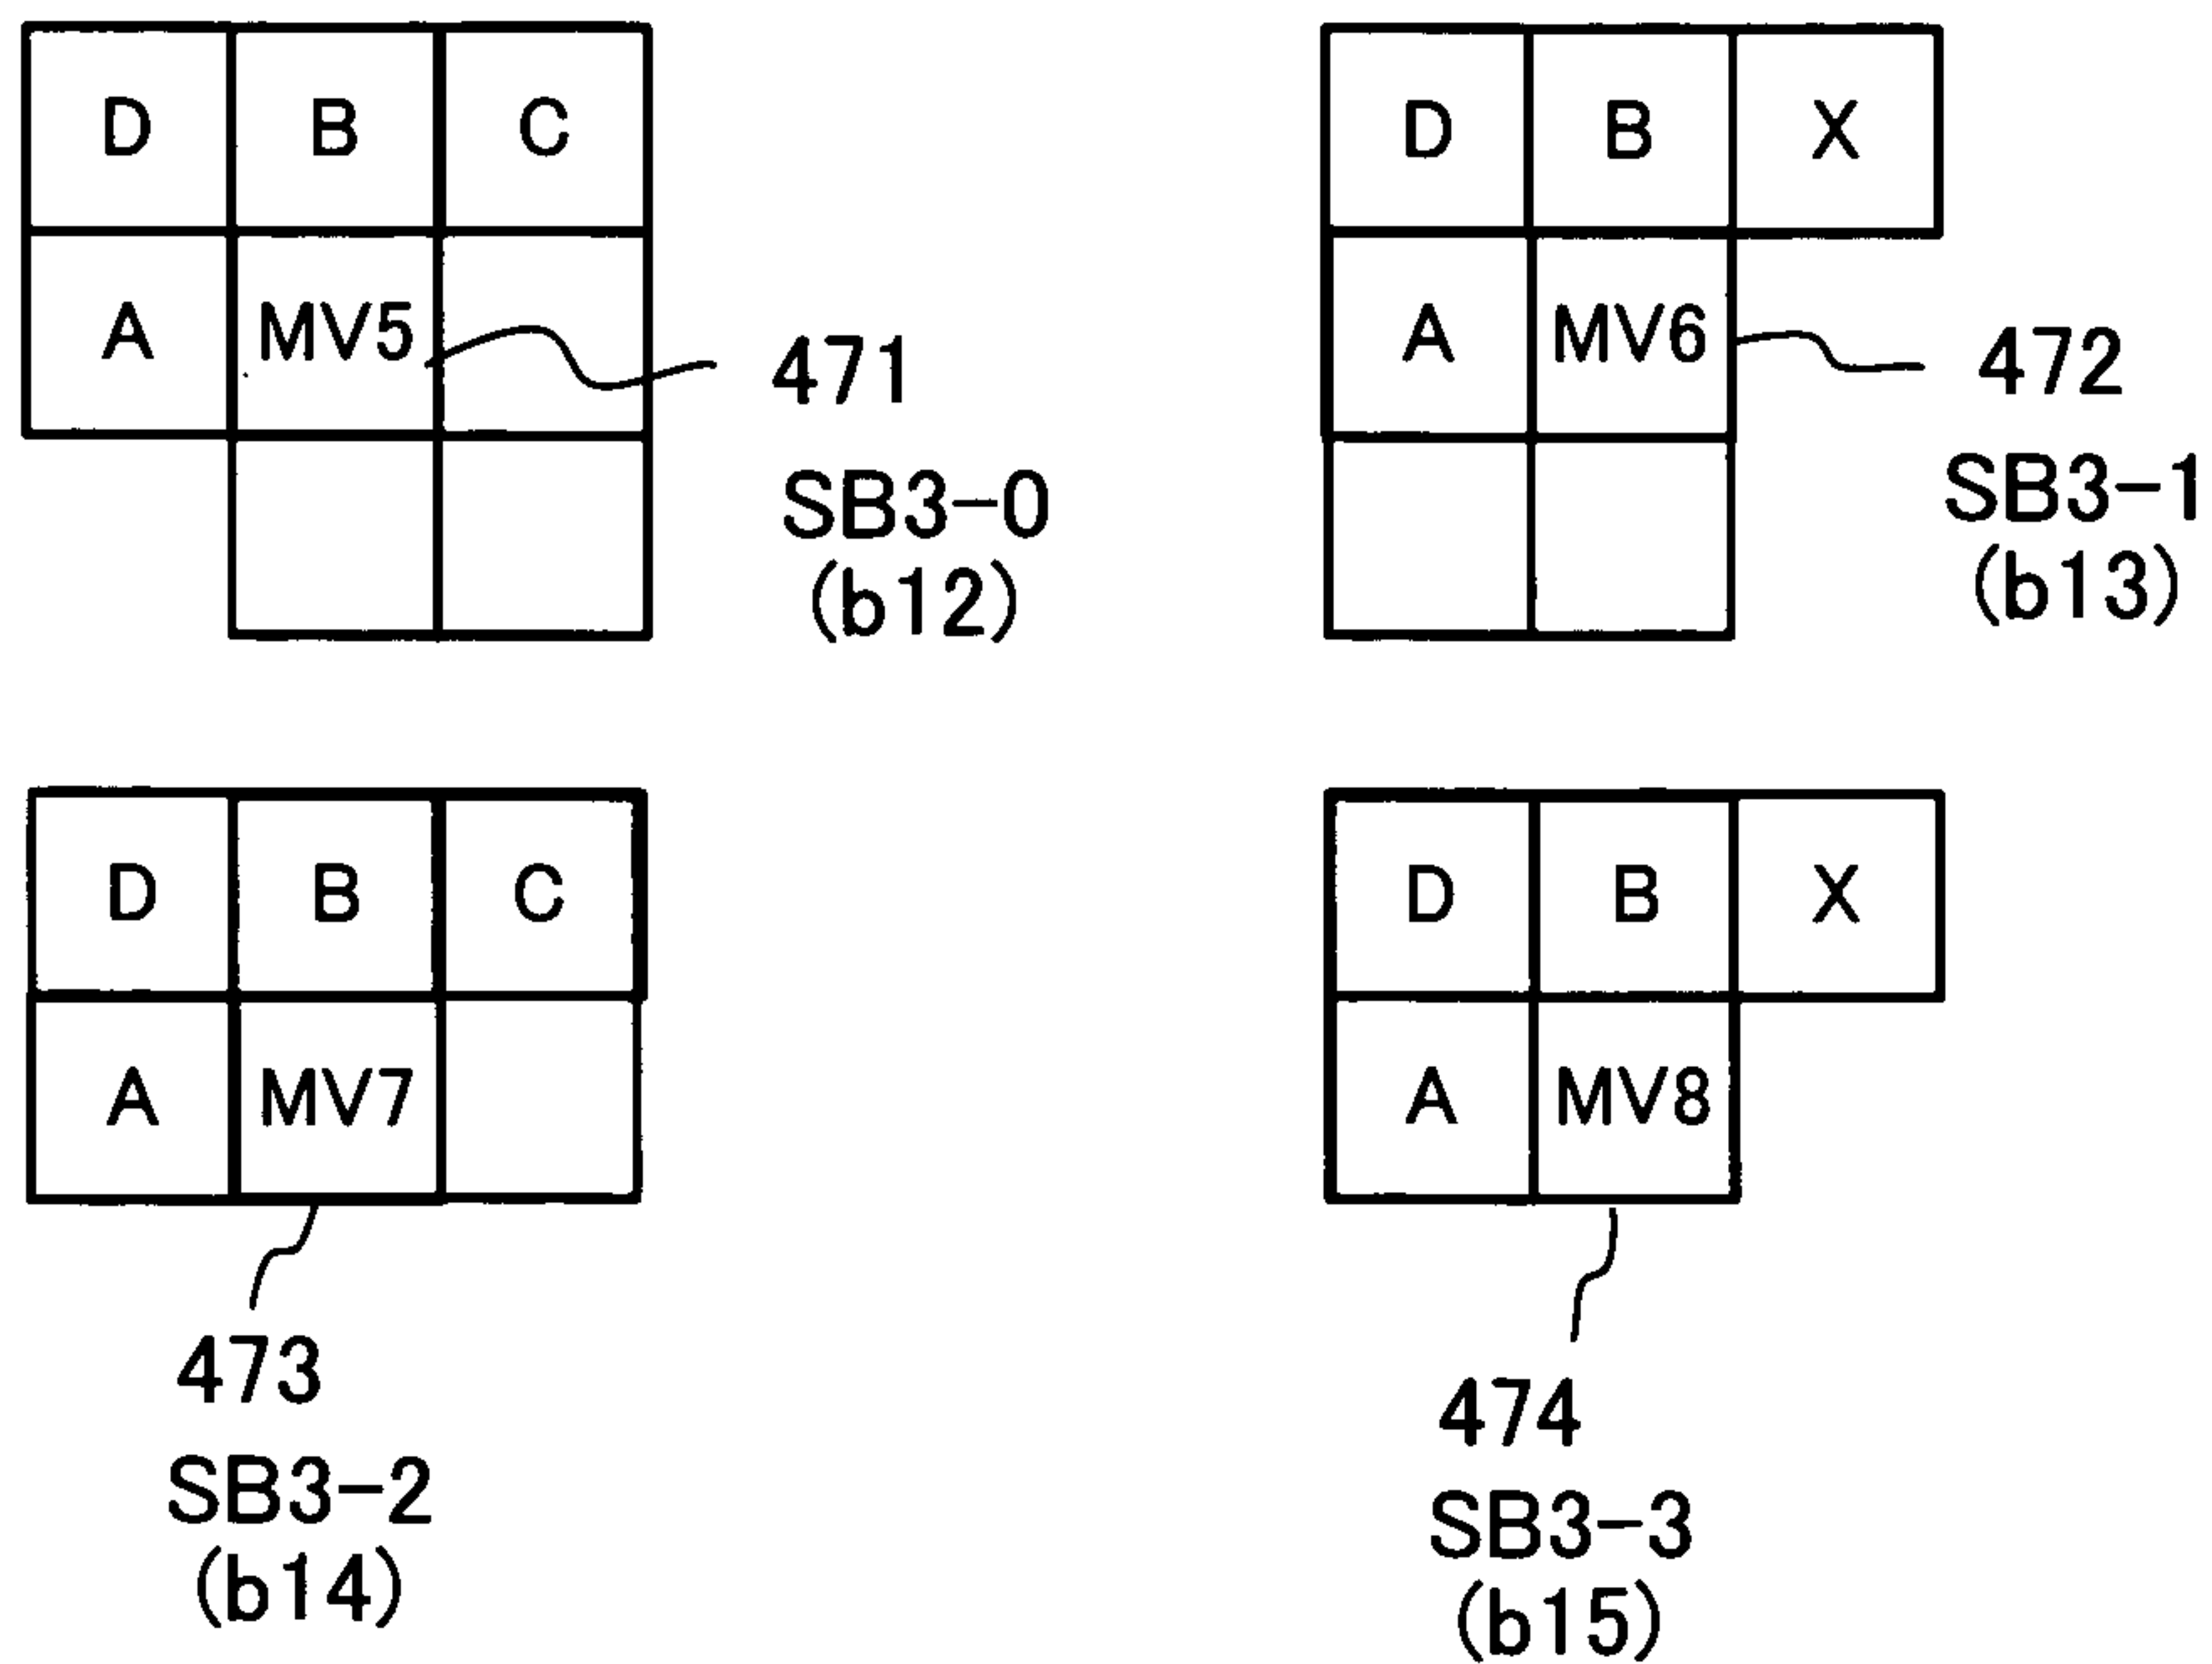 D B C
A MV5
471
SB3-0
(b12)
D B X
A MV6
472
SB3-1
(b13)
D B C
A MV7
473
SB3-2
(b14)
D B X
A MV8
474
SB3-3
(b15)